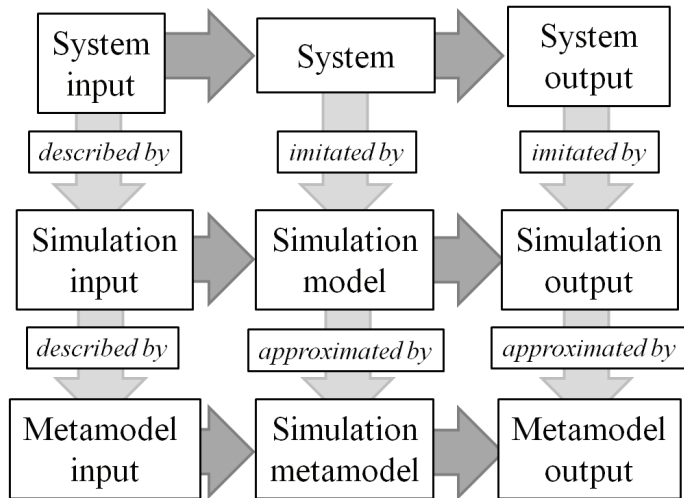 System
input
System
System
output
described by
imitated by
imitated by
Simulation
input
Simulation
model
Simulation
output
described by
approximated by
approximated by
Metamodel
input
Simulation
metamodel
Metamodel
output